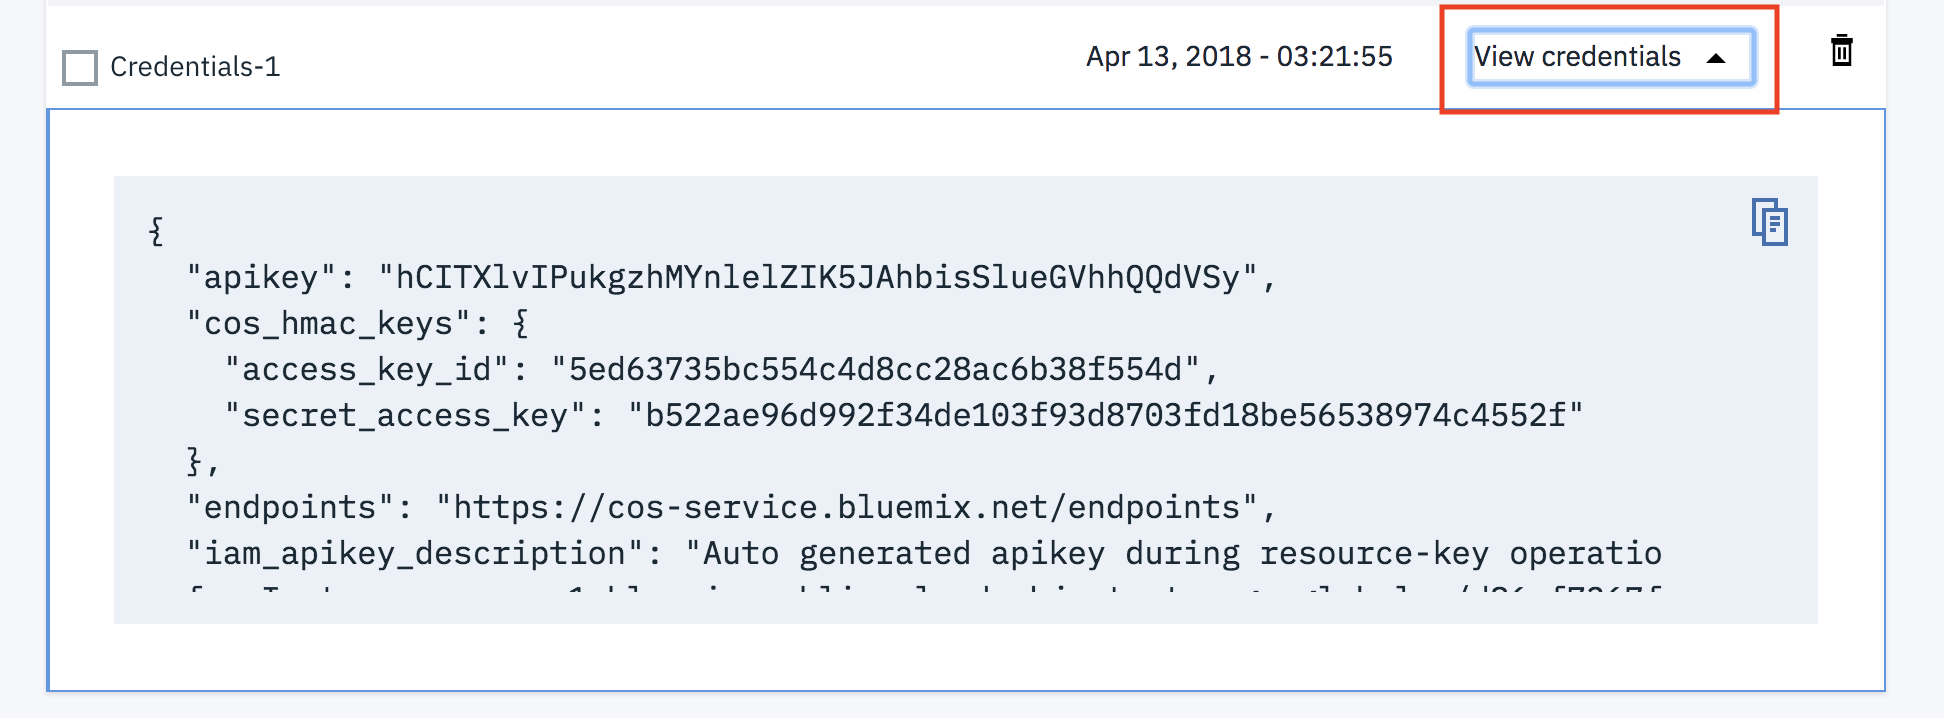 Credentials-1
Apr 13, 2018 - 03:21:55
View credentials
{
"apikey": "hCITXlvIPukgzhMYnlelZIK5JAhbisSlueGVhhQQdVSy",
"cos_hmac_keys": {
"access_key_id": "5ed63735bc554c4d8cc28ac6b38f554d",
"secret_access_key": "b522ae96d992f34de103f93d8703fd18be56538974c4552f"
},
"endpoints": "https://cos-service.bluemix.net/endpoints",
"iam_apikey_description": "Auto generated apikey during resource-key operatio